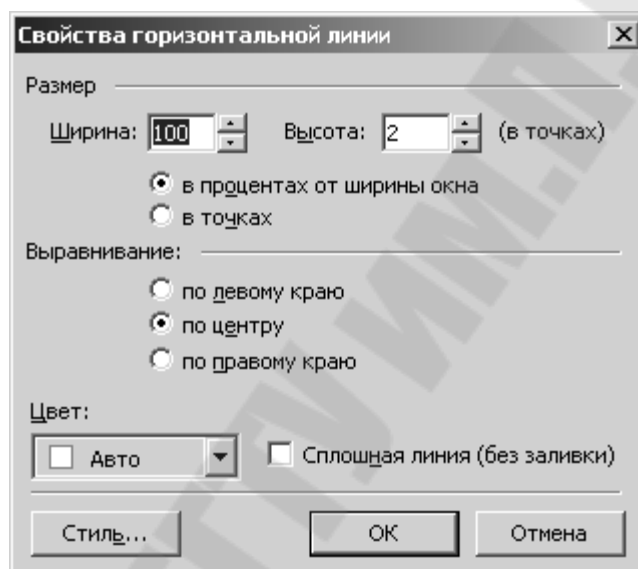 Свойства горизонтальной линии
Размер
Ширина: 100 Высота: 2 (в точках)
в процентах от ширины окна
в точках
Выравнивание:
по левому краю
по центру
по правому краю
Цвет:
Авто Сплошная линия (без заливки)
Стиль... ОК Отмена